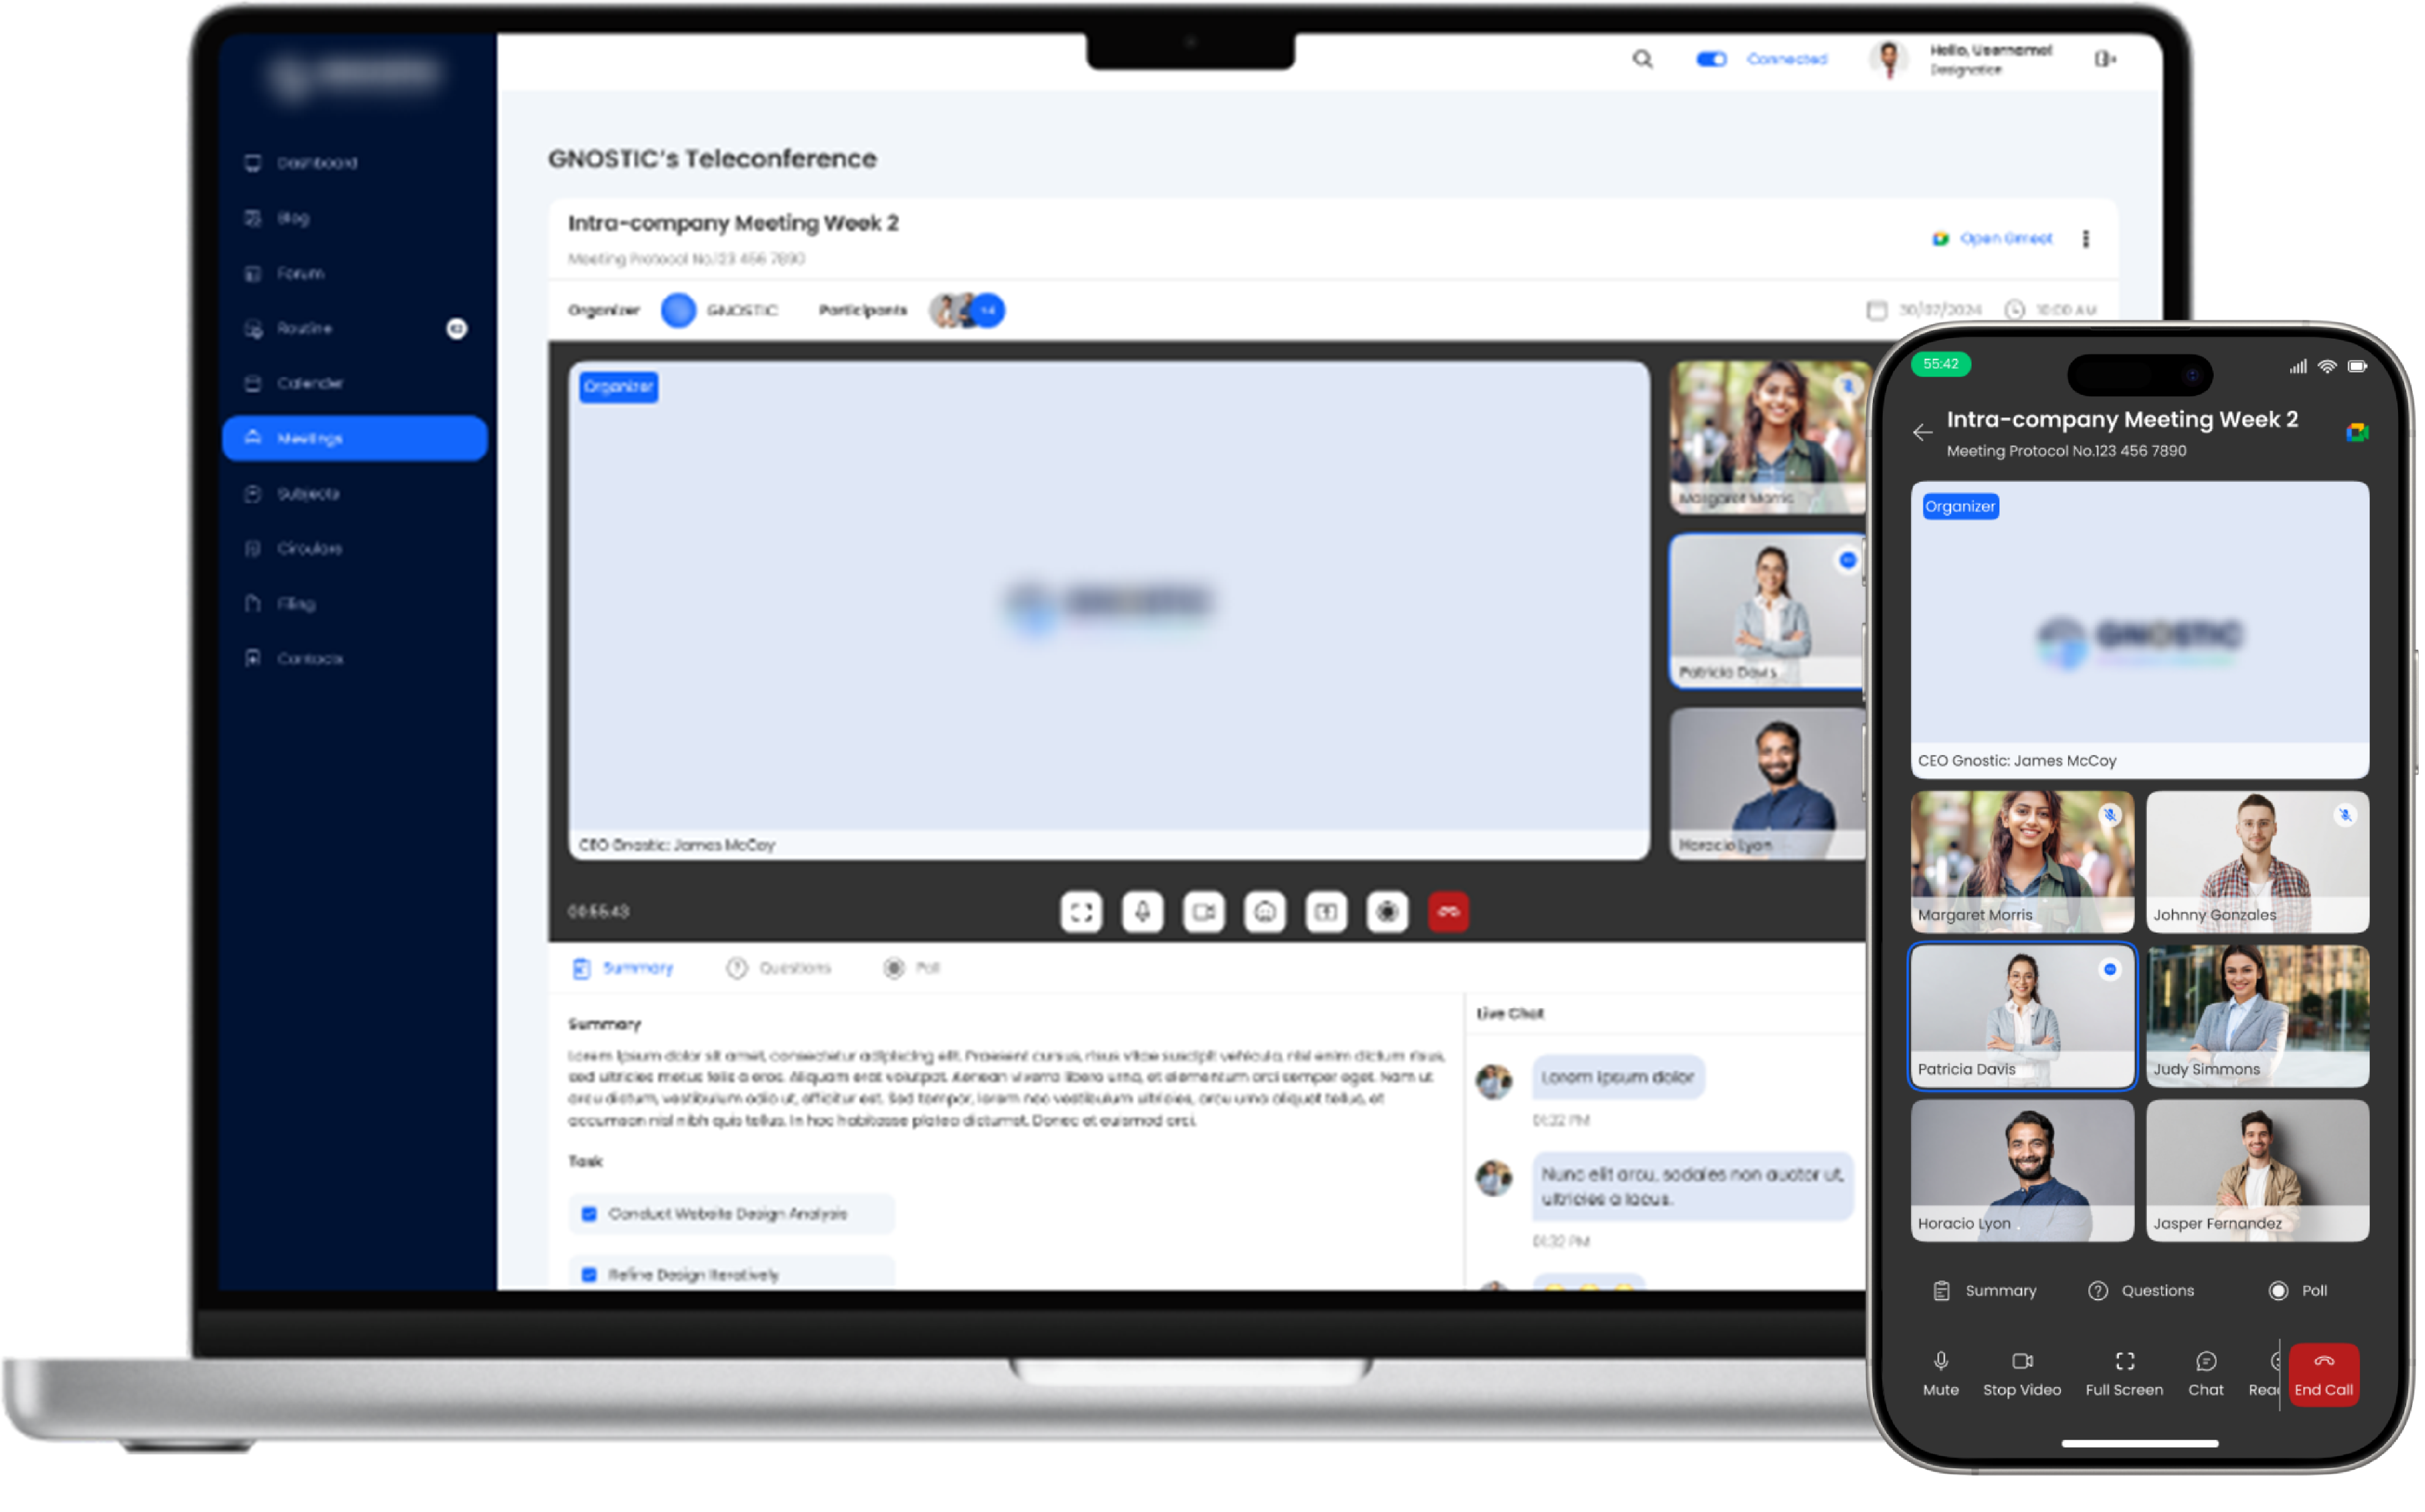 Connected
Hello, Username!
Designation
Dashboard
Blog
Forum
Routine
Calender
Meetings
Subjects
Circulars
Filing
Contacts
GNOSTIC's Teleconference
Intra-company Meeting Week 2
Meeting Protocol No.123 456 7890
Open Gmeet
Organizer
GNOSTIC
Participants
+4
30/07/2024
10:00 AM
Organizer
GNOSTIC
CEO Gnostic: James McCoy
Margaret Morris
Patricia Davis
Horacio Lyon
00:55:43
Summary
Questions
Poll
Summary
Lorem ipsum dolor sit amet, consectetur adipiscing elit. Praesent cursus, risus vitae suscipit vehicula, nisl enim dictum risus,
sed ultricies metus felis a eros. Aliquam erat volutpat. Aenean viverra libero urna, et elementum orci semper eget. Nam ut
arcu dictum, vestibulum odio ut, efficitur est. Sed tempor, lorem nec vestibulum ultricies, arcu urna aliquet tellus, et
accumsan nisl nibh quis tellus. In hac habitasse platea dictumst. Donec et euismod orci.
Task
Conduct Website Design Analysis
Refine Design Iteratively
Live Chat
Lorem ipsum dolor
01:32 PM
Nunc elit arcu, sodales non auctor ut,
ultricies a lacus.
01:32 PM
55:42
Intra-company Meeting Week 2
Meeting Protocol No.123 456 7890
Organizer
GNOSTIC
CEO Gnostic: James McCoy
Margaret Morris
Johnny Gonzales
Patricia Davis
Judy Simmons
Horacio Lyon
Jasper Fernandez
Summary
Questions
Poll
Mute
Stop Video
Full Screen
Chat
Reac
End Call